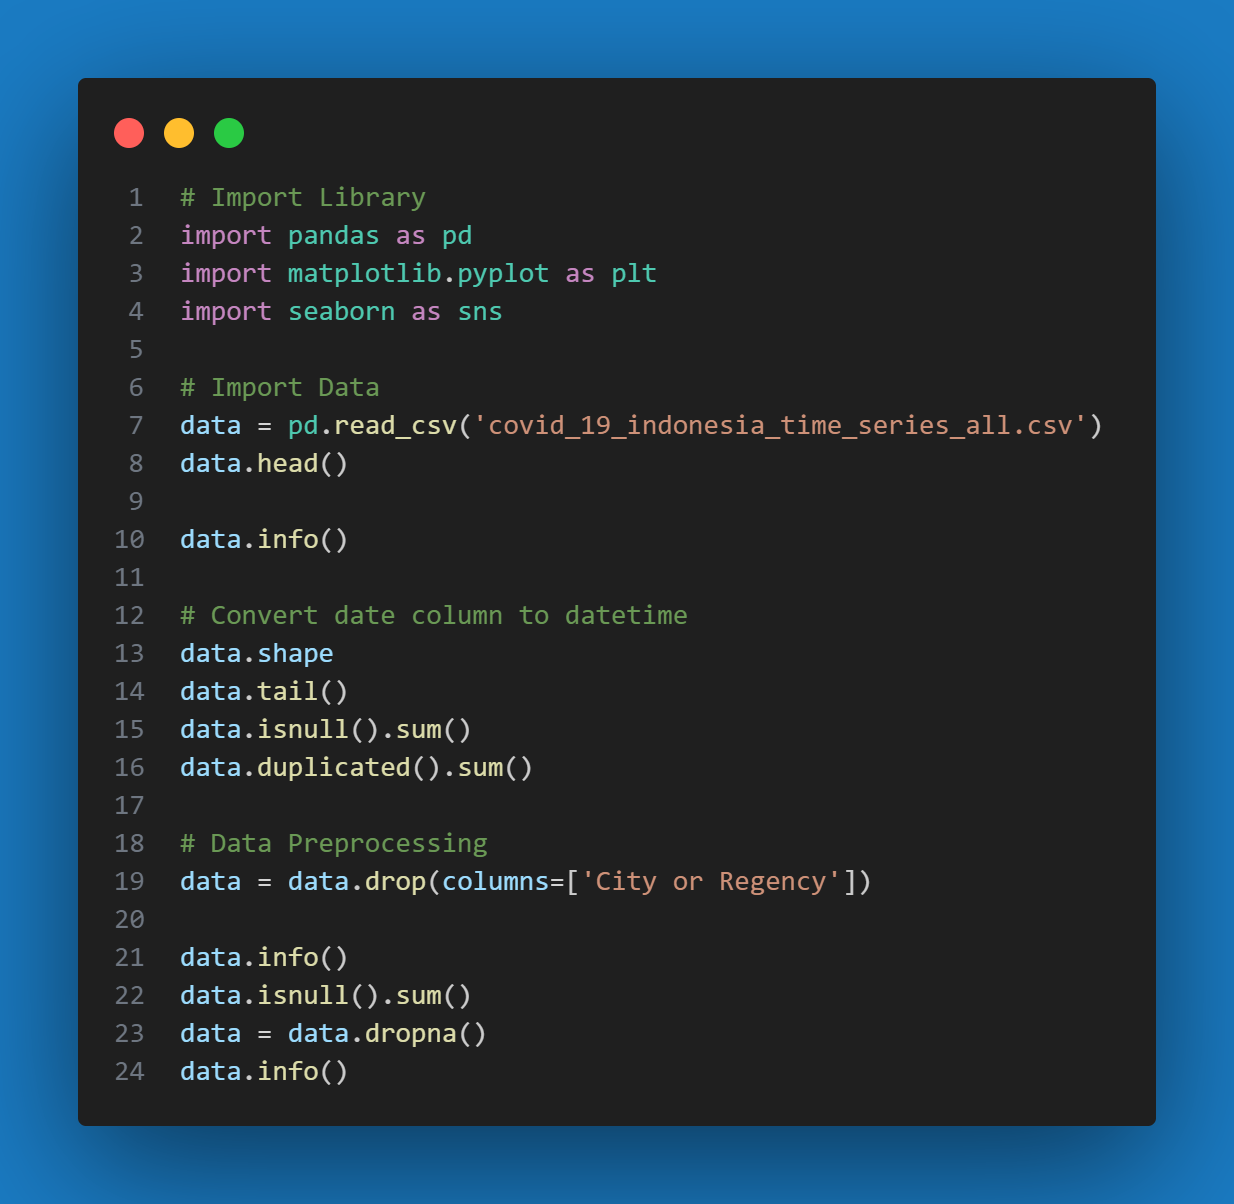 1 # Import Library
2 import pandas as pd
3 import matplotlib.pyplot as plt
4 import seaborn as sns
5
6 # Import Data
7 data = pd.read_csv('covid_19_indonesia_time_series_all.csv')
8 data.head()
9
10 data.info()
11
12 # Convert date column to datetime
13 data.shape
14 data.tail()
15 data.isnull().sum()
16 data.duplicated().sum()
17
18 # Data Preprocessing
19 data = data.drop(columns=['City or Regency'])
20
21 data.info()
22 data.isnull().sum()
23 data = data.dropna()
24 data.info()